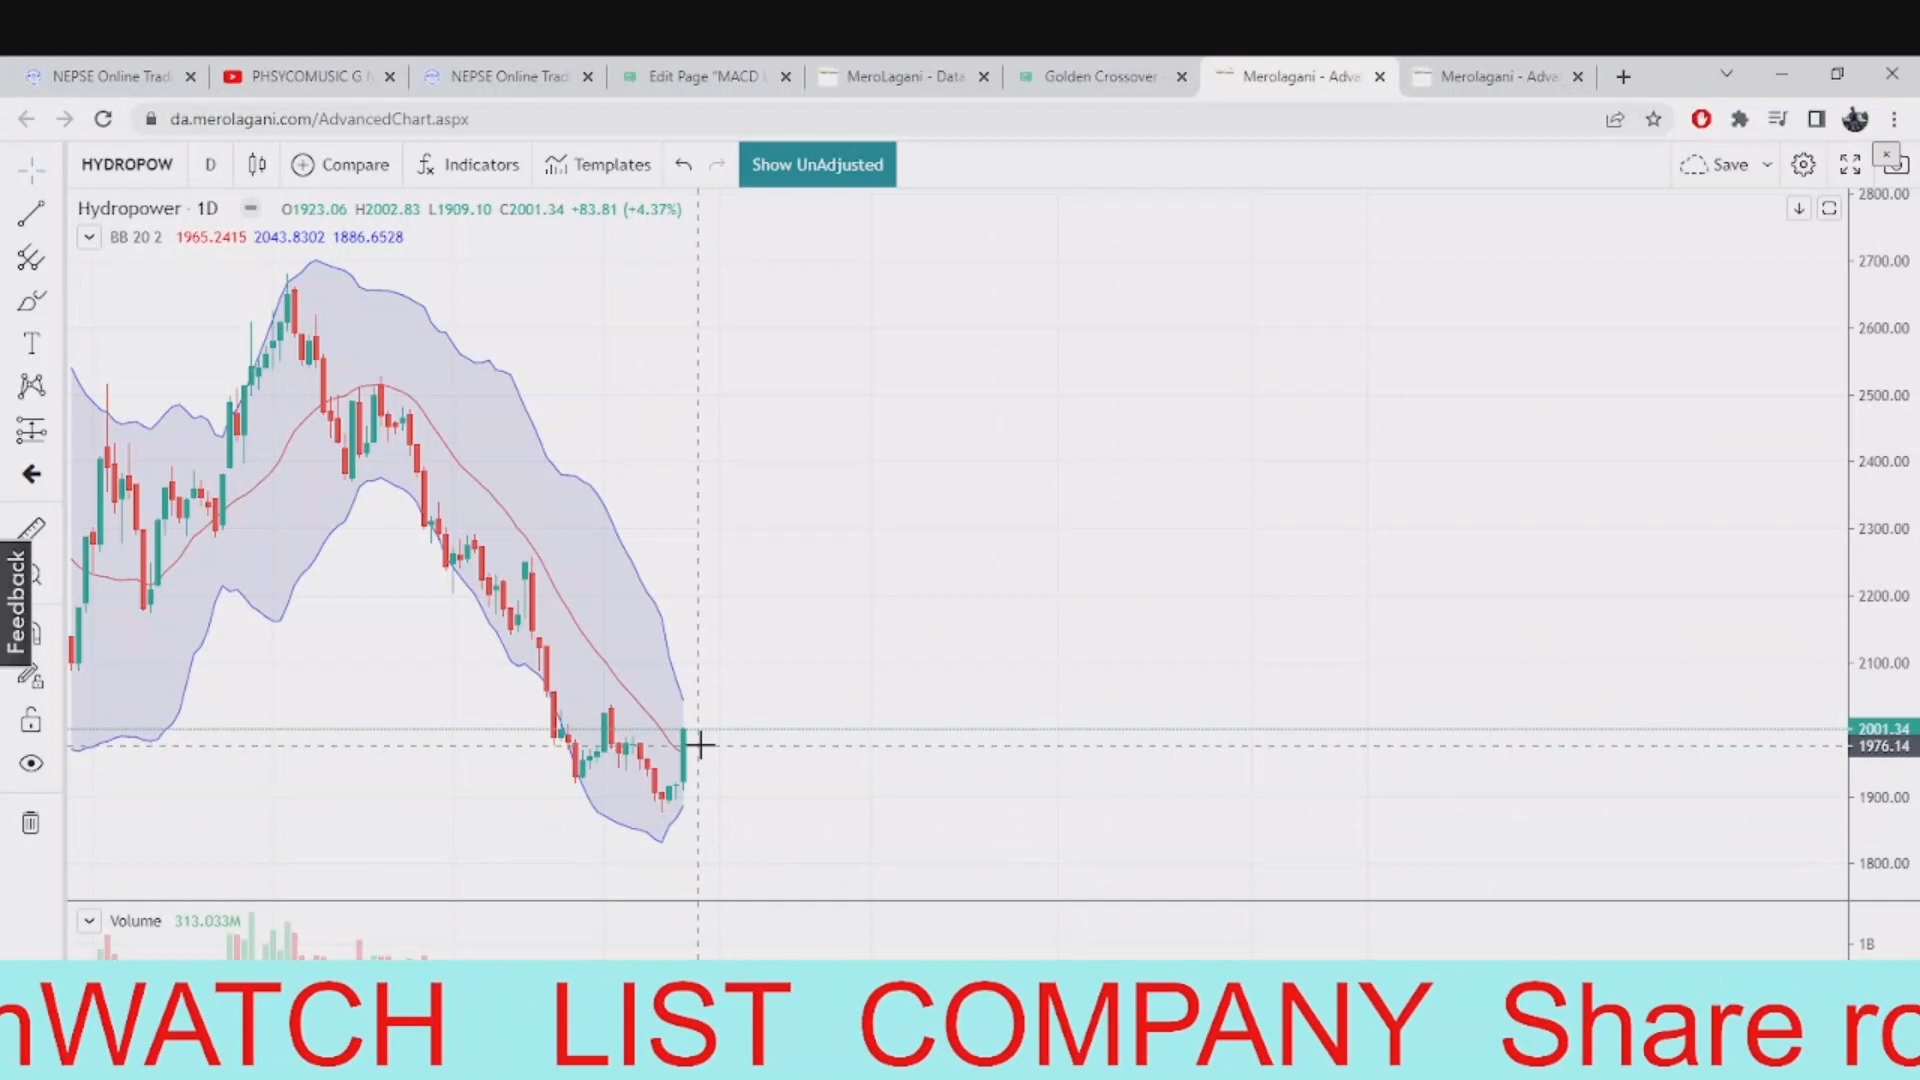 NEPSE Online Trad
PHSYCOMUSIC G
NEPSE Online Trad
Edit Page "MACD
MeroLagani - Data
Golden Crossover -
Merolagani - Adva
Merolagani - Adva
da.merolagani.com/AdvancedChart.aspx
HYDROPOW D Compare Indicators Templates Show UnAdjusted Save
Hydropower · 1D O1923.06 H2002.83 L1909.10 C2001.34 +83.81 (+4.37%)
BB 20 2 1965.2415 2043.8302 1886.6528
2800.00
2700.00
2600.00
2500.00
2400.00
2300.00
2200.00
2100.00
2001.34
1976.14
1900.00
1800.00
Feedback
Volume 313.033M
1B
nWATCH LIST COMPANY Share ro